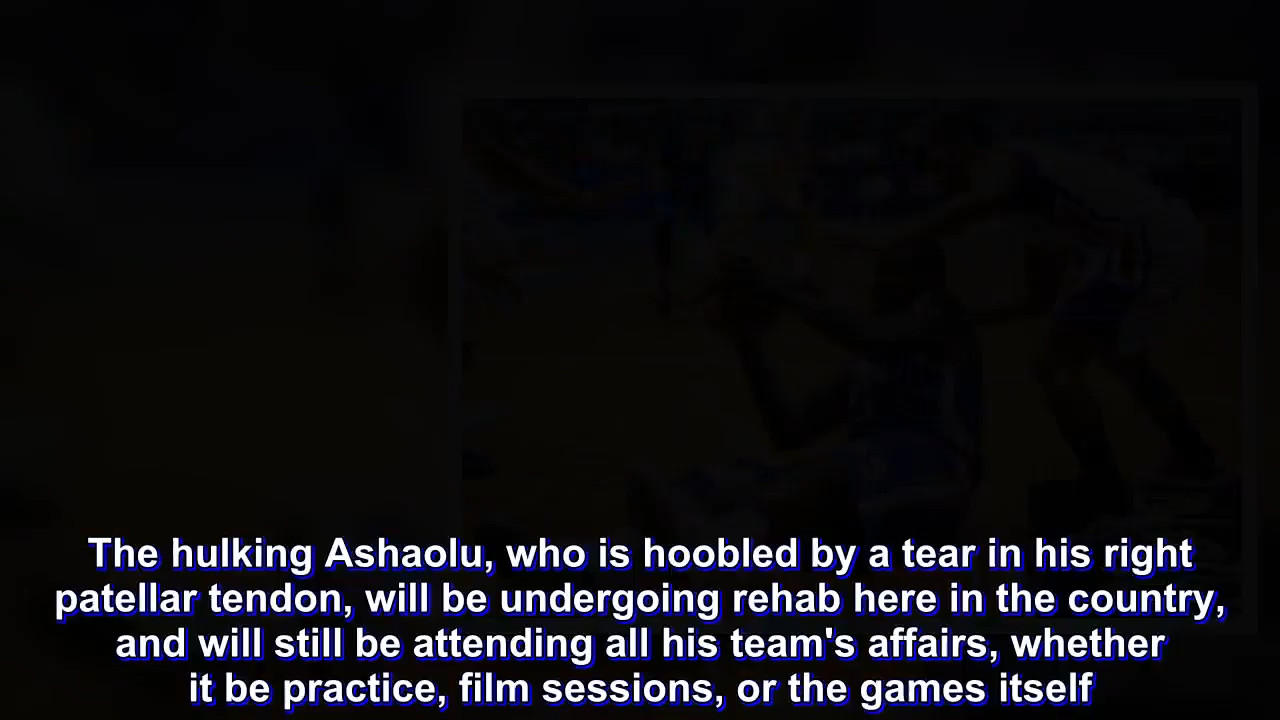 The hulking Ashaolu, who is hoobled by a tear in his right
patellar tendon, will be undergoing rehab here in the country,
and will still be attending all his team's affairs, whether
it be practice, film sessions, or the games itself